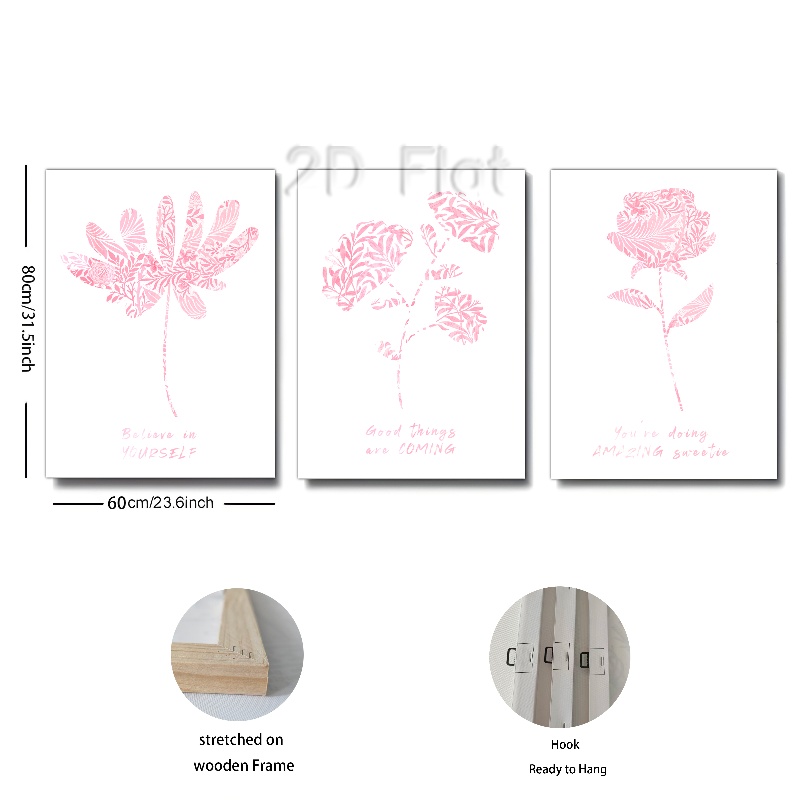 2D Flat
80cm/31.5inch
Believe in
YOURSELF
Good things
are COMING
You're doing
AMAZING sweetie
60cm/23.6inch
stretched on
wooden Frame
Hook
Ready to Hang